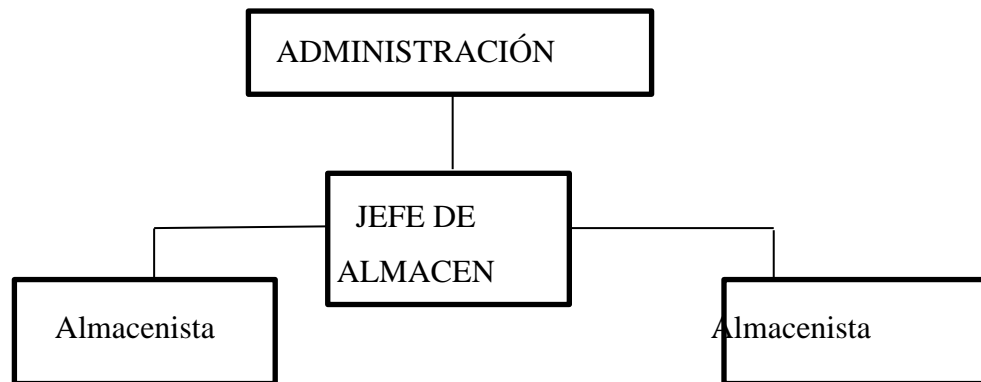 ADMINISTRACIÓN
JEFE DE
ALMACEN
Almacenista
Almacenista